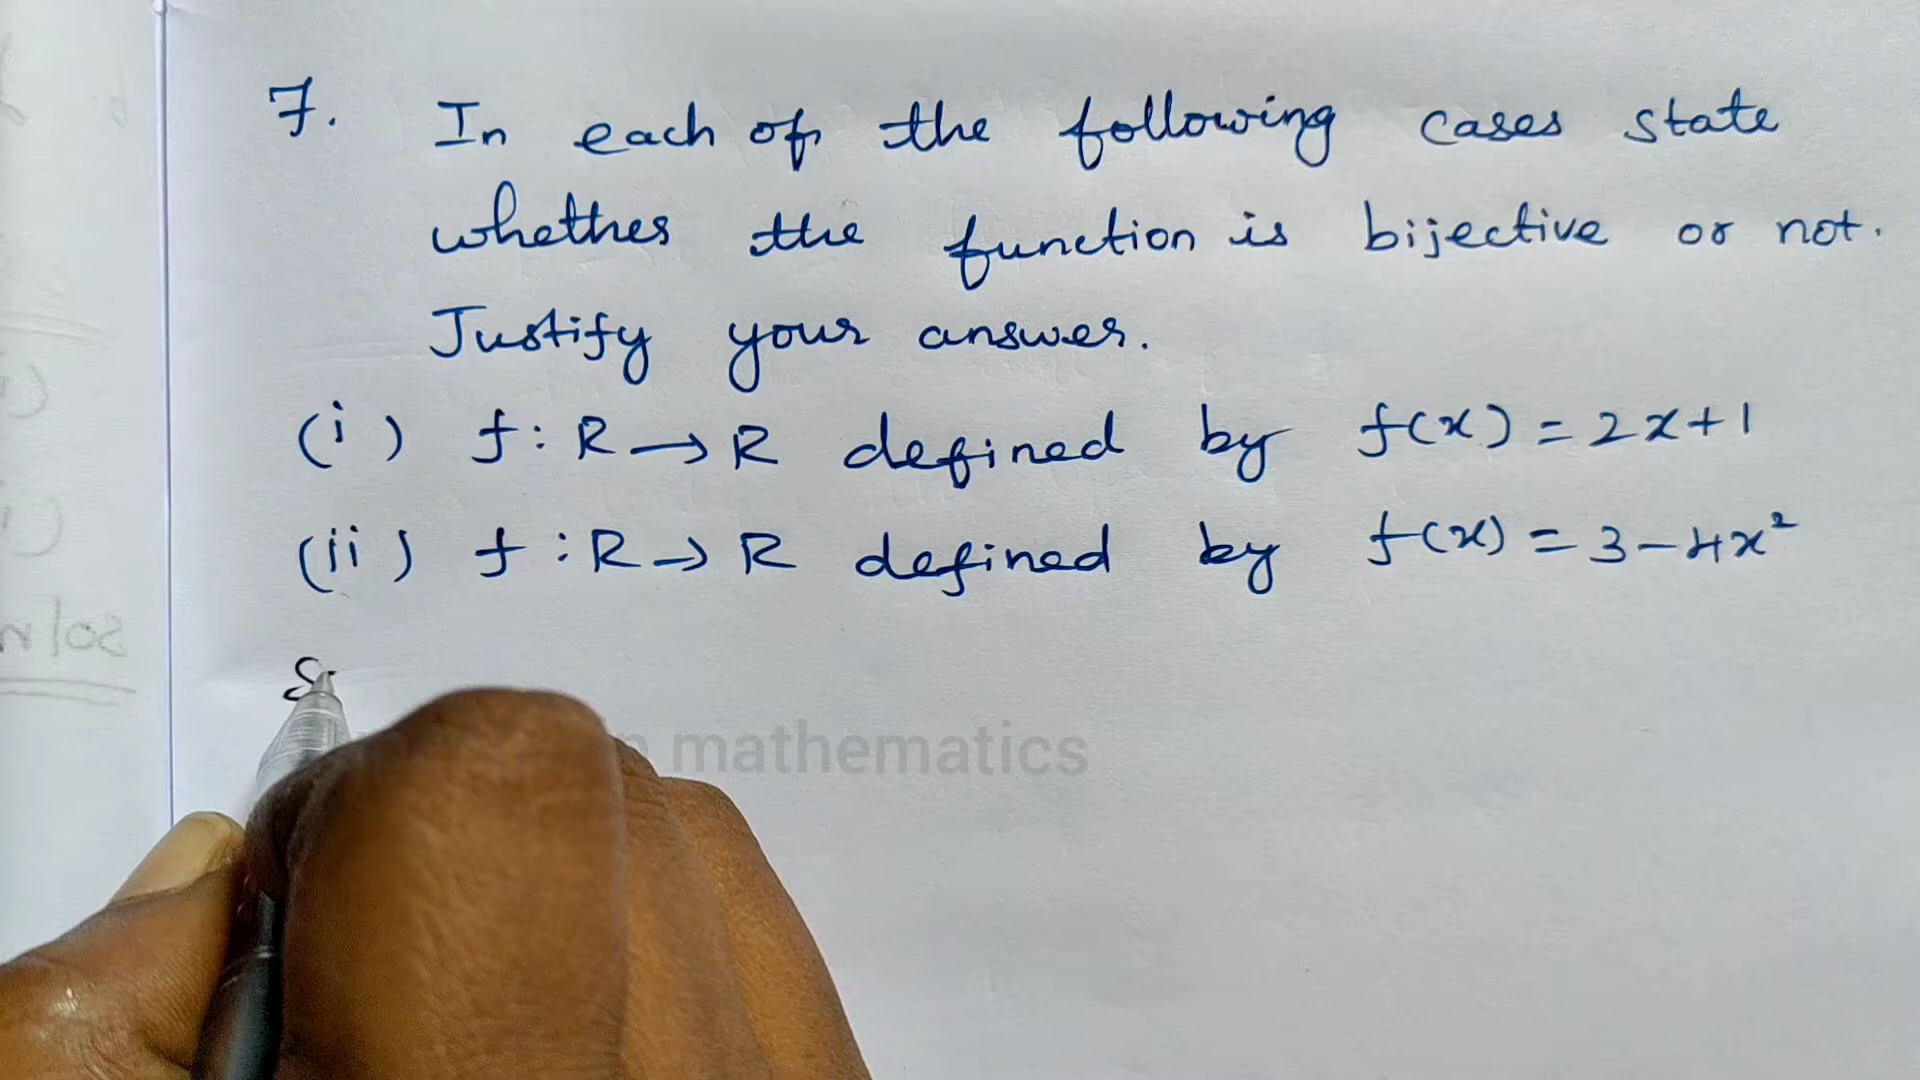 7. In each of the following cases state
whether the function is bijective or not.
Justify your answer.
(i) f : R → R defined by f(x) = 2x+1
(ii) f : R → R defined by f(x) = 3-4x²
S
mathematics